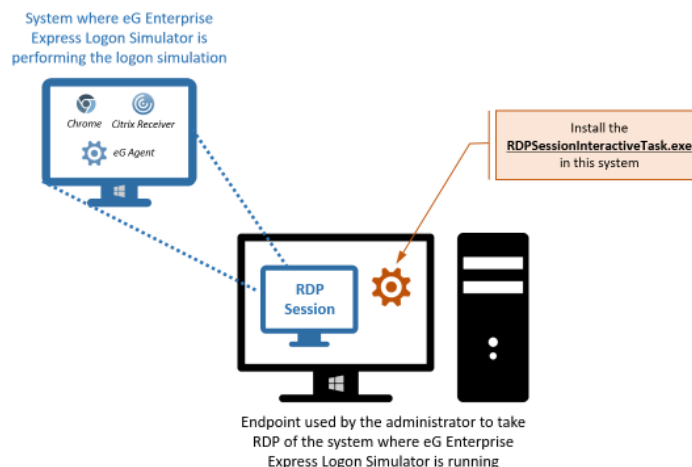 System where eG Enterprise
Express Logon Simulator is
performing the logon simulation
Chrome Citrix Receiver
eG Agent
Install the
RDPSessionInteractiveTask.exe
in this system
RDP
Session
Endpoint used by the administrator to take
RDP of the system where eG Enterprise
Express Logon Simulator is running